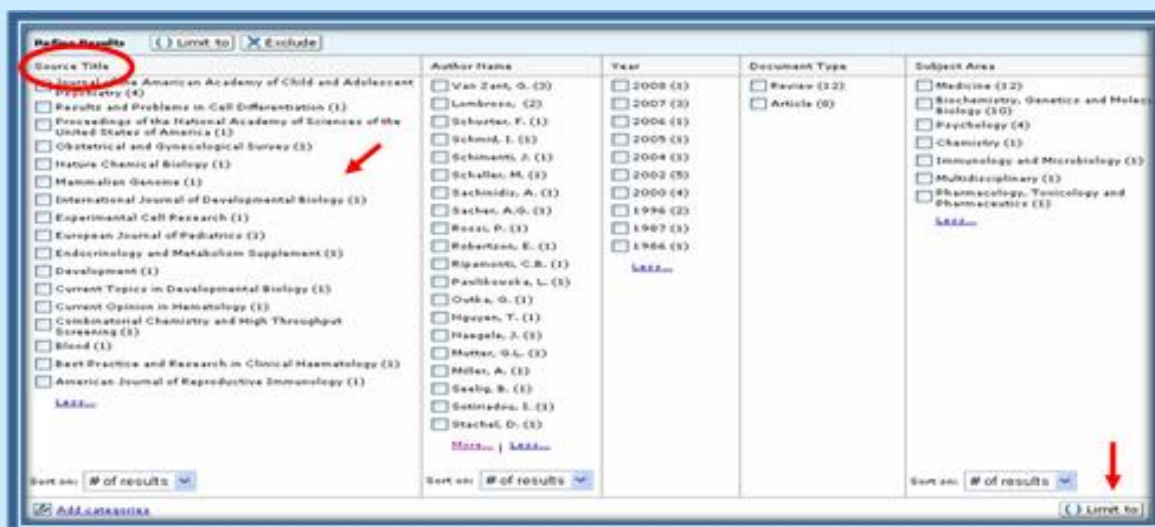 Refine Results
Limit to
Exclude
Source Title
Journal of the American Academy of Child and Adolescent
Psychiatry (4)
Results and Problems in Cell Differentiation (1)
Proceedings of the National Academy of Sciences of the
United States of America (1)
Obstetrical and Gynecological Survey (1)
Nature Chemical Biology (1)
Mammalian Genome (1)
International Journal of Developmental Biology (1)
Experimental Cell Research (1)
European Journal of Pediatrics (1)
Endocrinology and Metabolism Supplement (1)
Development (1)
Current Topics in Developmental Biology (1)
Current Opinion in Hematology (1)
Combinatorial Chemistry and High Throughput
Screening (1)
Blood (1)
Best Practice and Research in Clinical Haematology (1)
American Journal of Reproductive Immunology (1)
Less...
Sort on: # of results
Author Name
Van Zant, G. (3)
Lombroso, (2)
Schuster, F. (1)
Schmid, I. (1)
Schimenti, J. (1)
Schaller, M. (1)
Sachinidis, A. (1)
Sacher, A.G. (1)
Rossi, P. (1)
Robertson, E. (1)
Ripamonti, C.B. (1)
Pawlikowska, L. (1)
Outka, G. (1)
Nguyen, T. (1)
Naegele, J. (1)
Mutter, G.L. (1)
Miller, A. (1)
Seelig, B. (1)
Sotiriadou, I. (1)
Stachel, D. (1)
More... | Less...
Sort on: # of results
Year
2008 (1)
2007 (3)
2006 (1)
2005 (1)
2004 (1)
2002 (5)
2000 (4)
1996 (2)
1987 (1)
1986 (1)
Less...
Document Type
Review (12)
Article (8)
Subject Area
Medicine (12)
Biochemistry, Genetics and Molec
Biology (10)
Psychology (4)
Chemistry (1)
Immunology and Microbiology (1)
Multidisciplinary (1)
Pharmacology, Toxicology and
Pharmaceutics (1)
Less...
Sort on: # of results
Add categories
Limit to